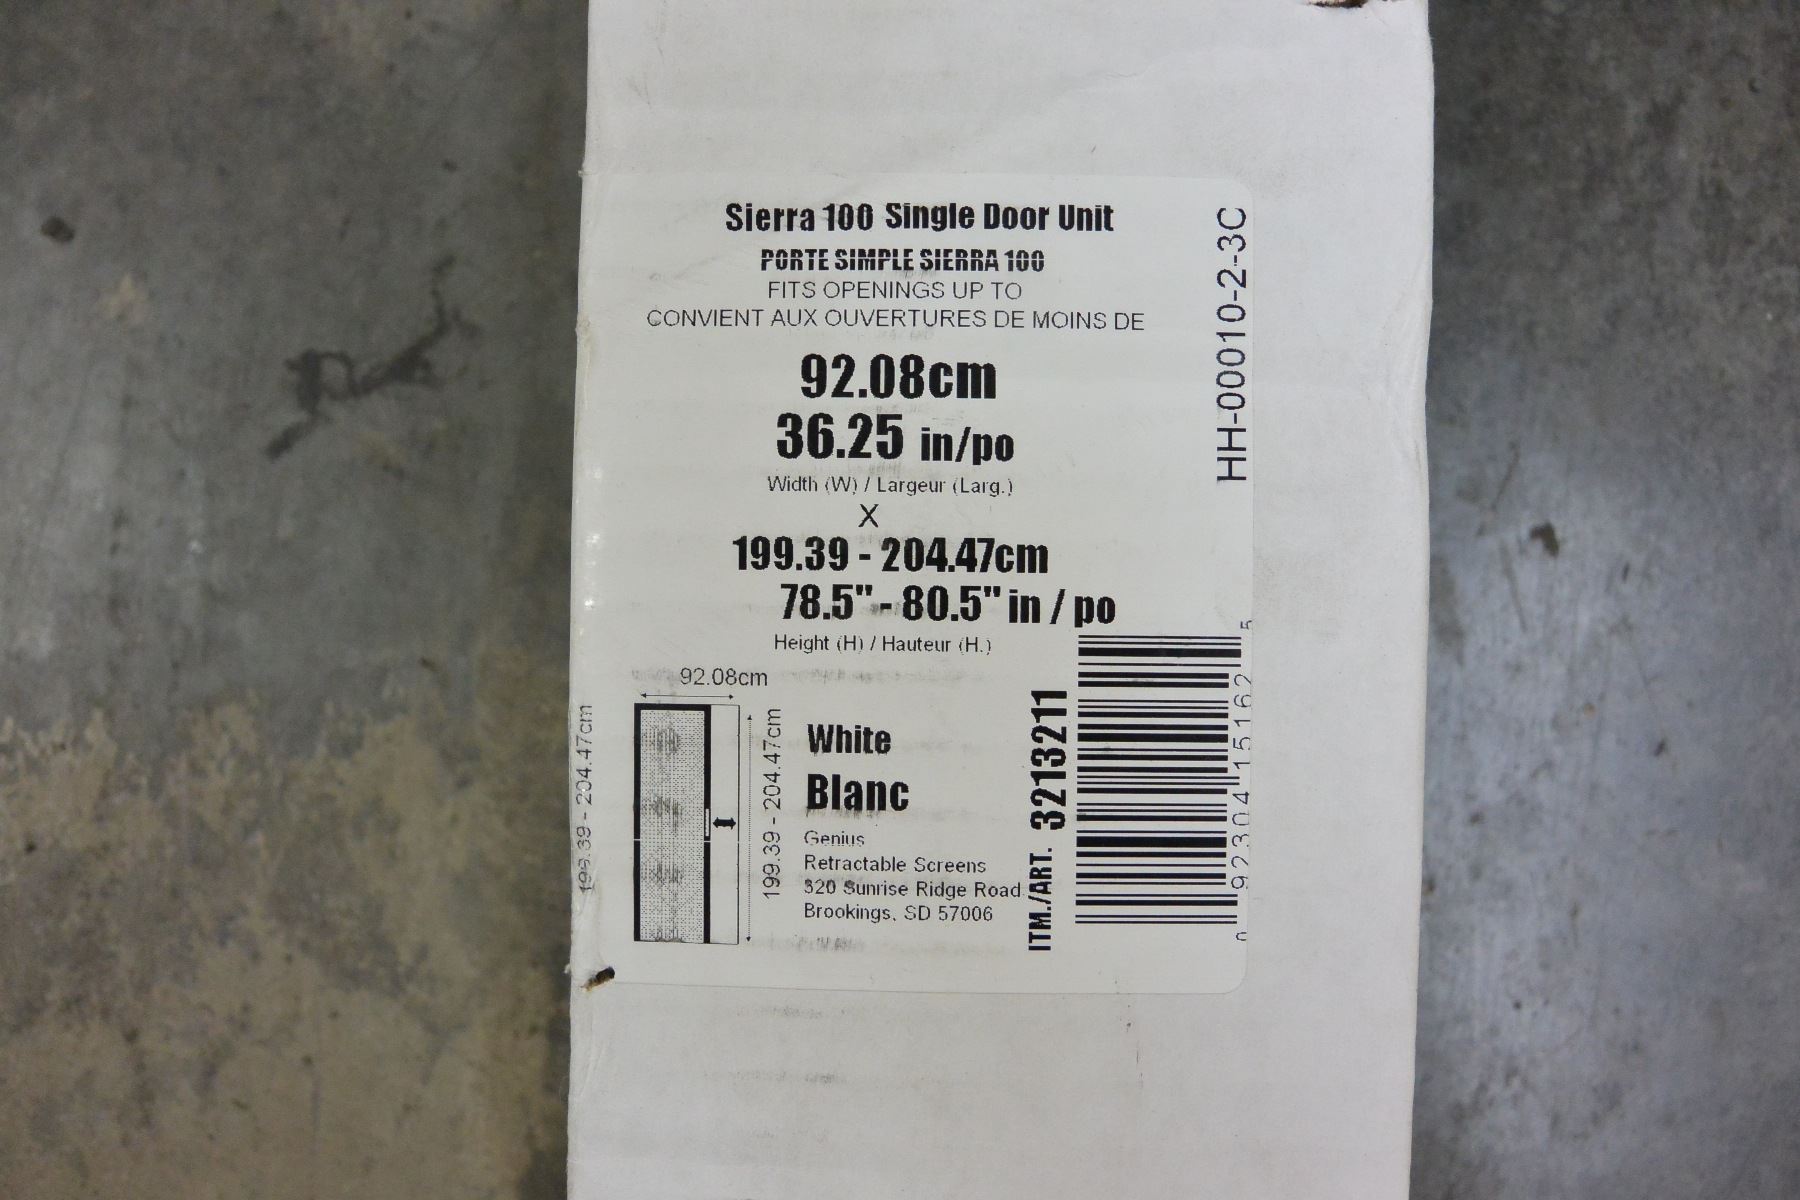 Sierra 100 Single Door Unit
PORTE SIMPLE SIERRA 100
FITS OPENINGS UP TO
CONVIENT AUX OUVERTURES DE MOINS DE
92.08cm
36.25 in/po
Width (W) / Largeur (Larg.)
X
199.39 - 204.47cm
78.5" - 80.5" in / po
Height (H) / Hauteur (H.)
92.08cm
199.39 - 204.47cm
199.39 - 204.47cm
White
Blanc
Genius
Retractable Screens
320 Sunrise Ridge Road
Brookings, SD 57006
ITM./ART. 3213211
0 92304 15162 5
HH-00010-2-3C